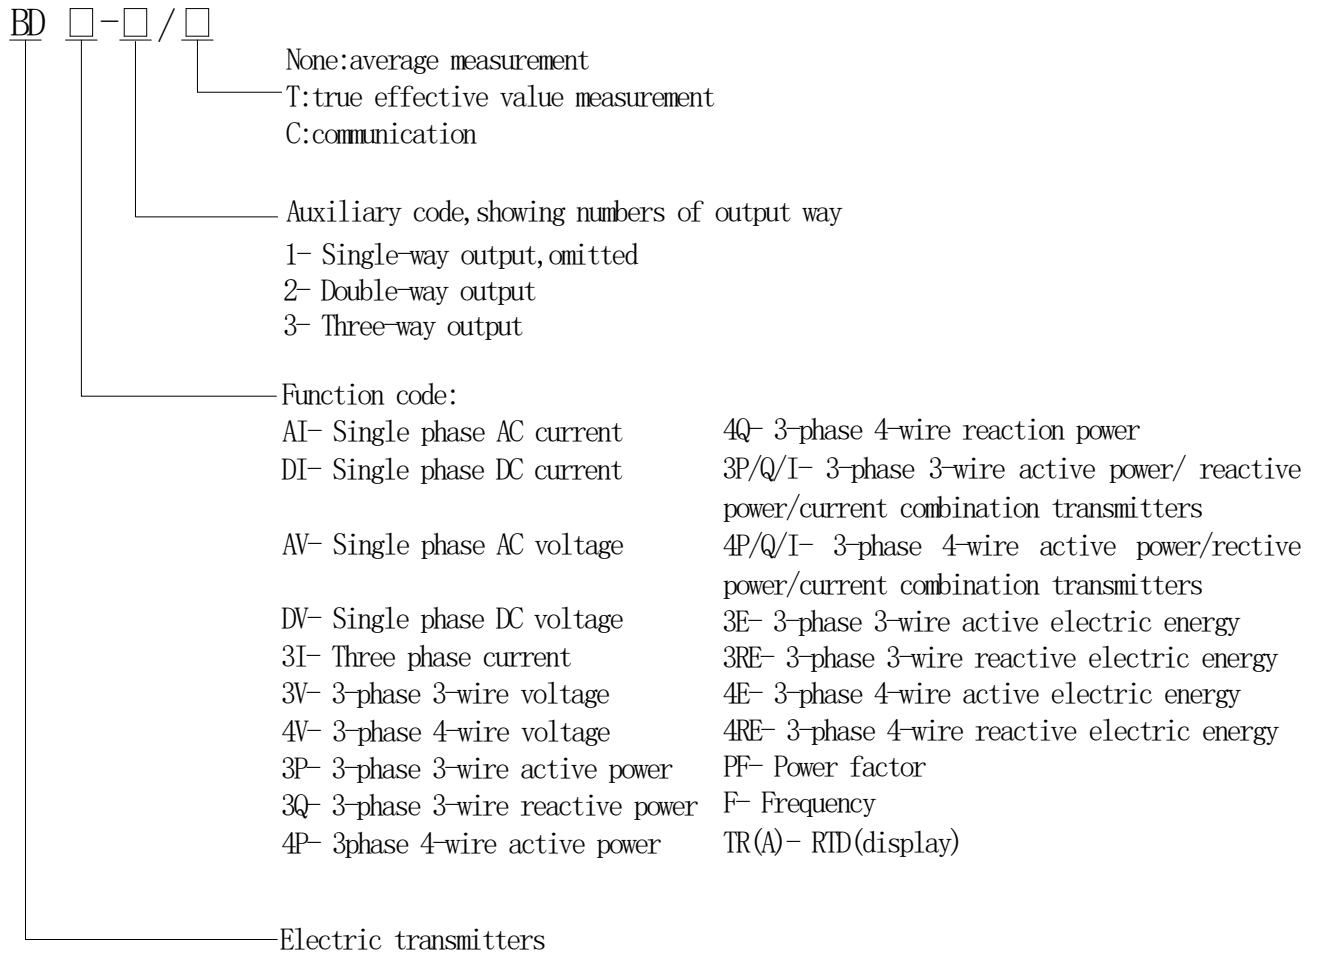 BD □-□/□
None:average measurement
T:true effective value measurement
C:communication
Auxiliary code,showing numbers of output way
1- Single-way output,omitted
2- Double-way output
3- Three-way output
Function code:
AI- Single phase AC current
DI- Single phase DC current
AV- Single phase AC voltage
DV- Single phase DC voltage
3I- Three phase current
3V- 3-phase 3-wire voltage
4V- 3-phase 4-wire voltage
3P- 3-phase 3-wire active power
3Q- 3-phase 3-wire reactive power
4P- 3phase 4-wire active power
4Q- 3-phase 4-wire reaction power
3P/Q/I- 3-phase 3-wire active power/ reactive
power/current combination transmitters
4P/Q/I- 3-phase 4-wire active power/rective
power/current combination transmitters
3E- 3-phase 3-wire active electric energy
3RE- 3-phase 3-wire reactive electric energy
4E- 3-phase 4-wire active electric energy
4RE- 3-phase 4-wire reactive electric energy
PF- Power factor
F- Frequency
TR(A)- RTD(display)
Electric transmitters